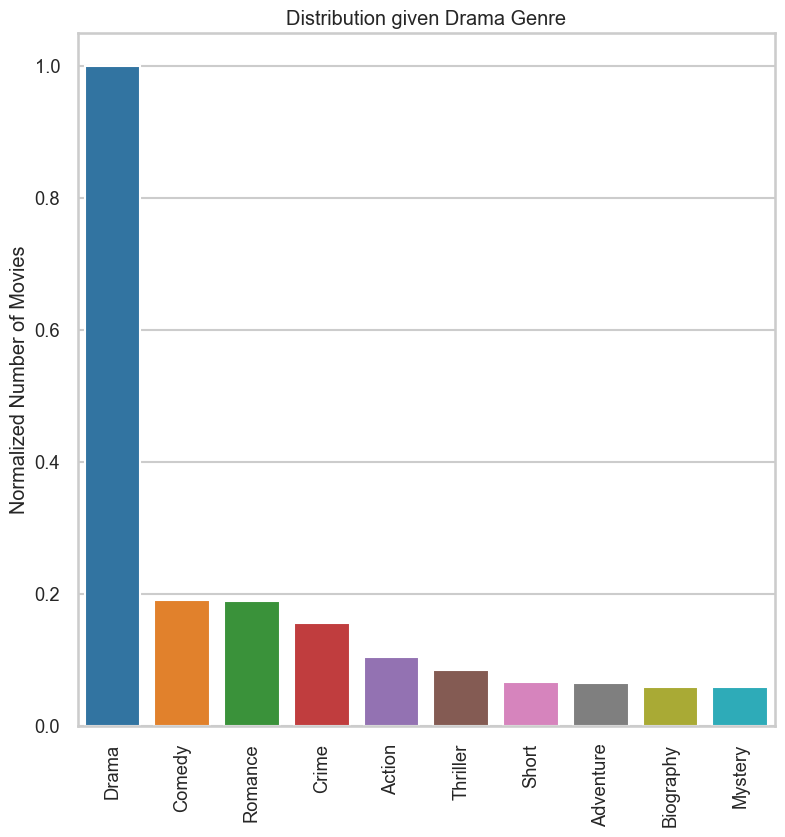 Distribution given Drama Genre
Normalized Number of Movies
1.0
0.8
0.6
0.4
0.2
0.0
Drama
Comedy
Romance
Crime
Action
Thriller
Short
Adventure
Biography
Mystery